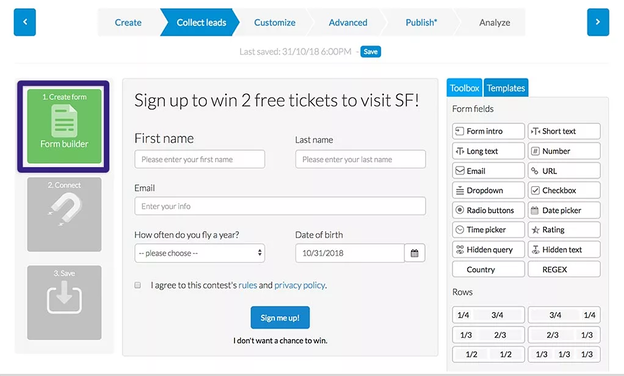 Create Collect leads Customize Advanced Publish* Analyze
Last saved: 31/10/18 6:00PM - Save
1. Create form
Form builder
2. Connect
3. Save
Sign up to win 2 free tickets to visit SF!
First name Last name
Please enter your first name Please enter your last name
Email
Enter your info
How often do you fly a year? Date of birth
-- please choose -- 10/31/2018
I agree to this contest's rules and privacy policy.
Sign me up!
I don't want a chance to win.
Toolbox Templates
Form fields
Form intro Short text
Long text Number
Email URL
Dropdown Checkbox
Radio buttons Date picker
Time picker Rating
Hidden query Hidden text
Country REGEX
Rows
1/4 3/4 3/4 1/4
1/3 2/3 2/3 1/3
1/2 1/2 1/3 1/3 1/3